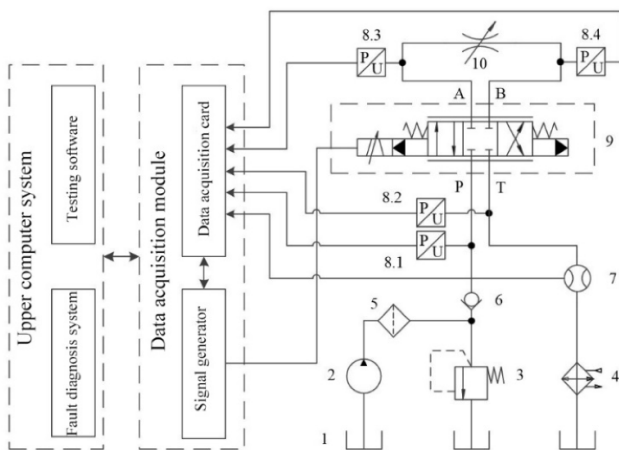 Upper computer system
Testing software
Fault diagnosis system
Data acquisition module
Data acquisition card
Signal generator
8.3
P
U
10
8.4
P
U
A
B
9
P
T
8.2
P
U
P
U
8.1
7
5
6
2
3
4
1